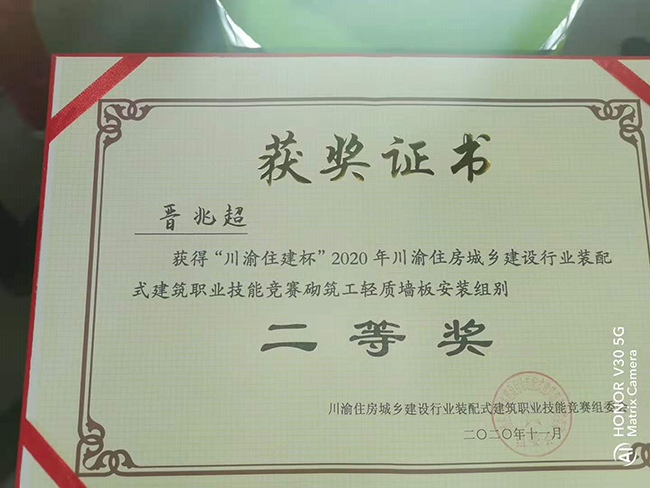 获奖证书
晋兆超
获得“川渝住建杯”2020年川渝住房城乡建设行业装配
式建筑职业技能竞赛砌筑工轻质墙板安装组别
二等奖
川渝住房城乡建设行业装配式建筑职业技能竞赛组委会
二〇二〇年十一月
HONOR V30 5G
Matrix Camera